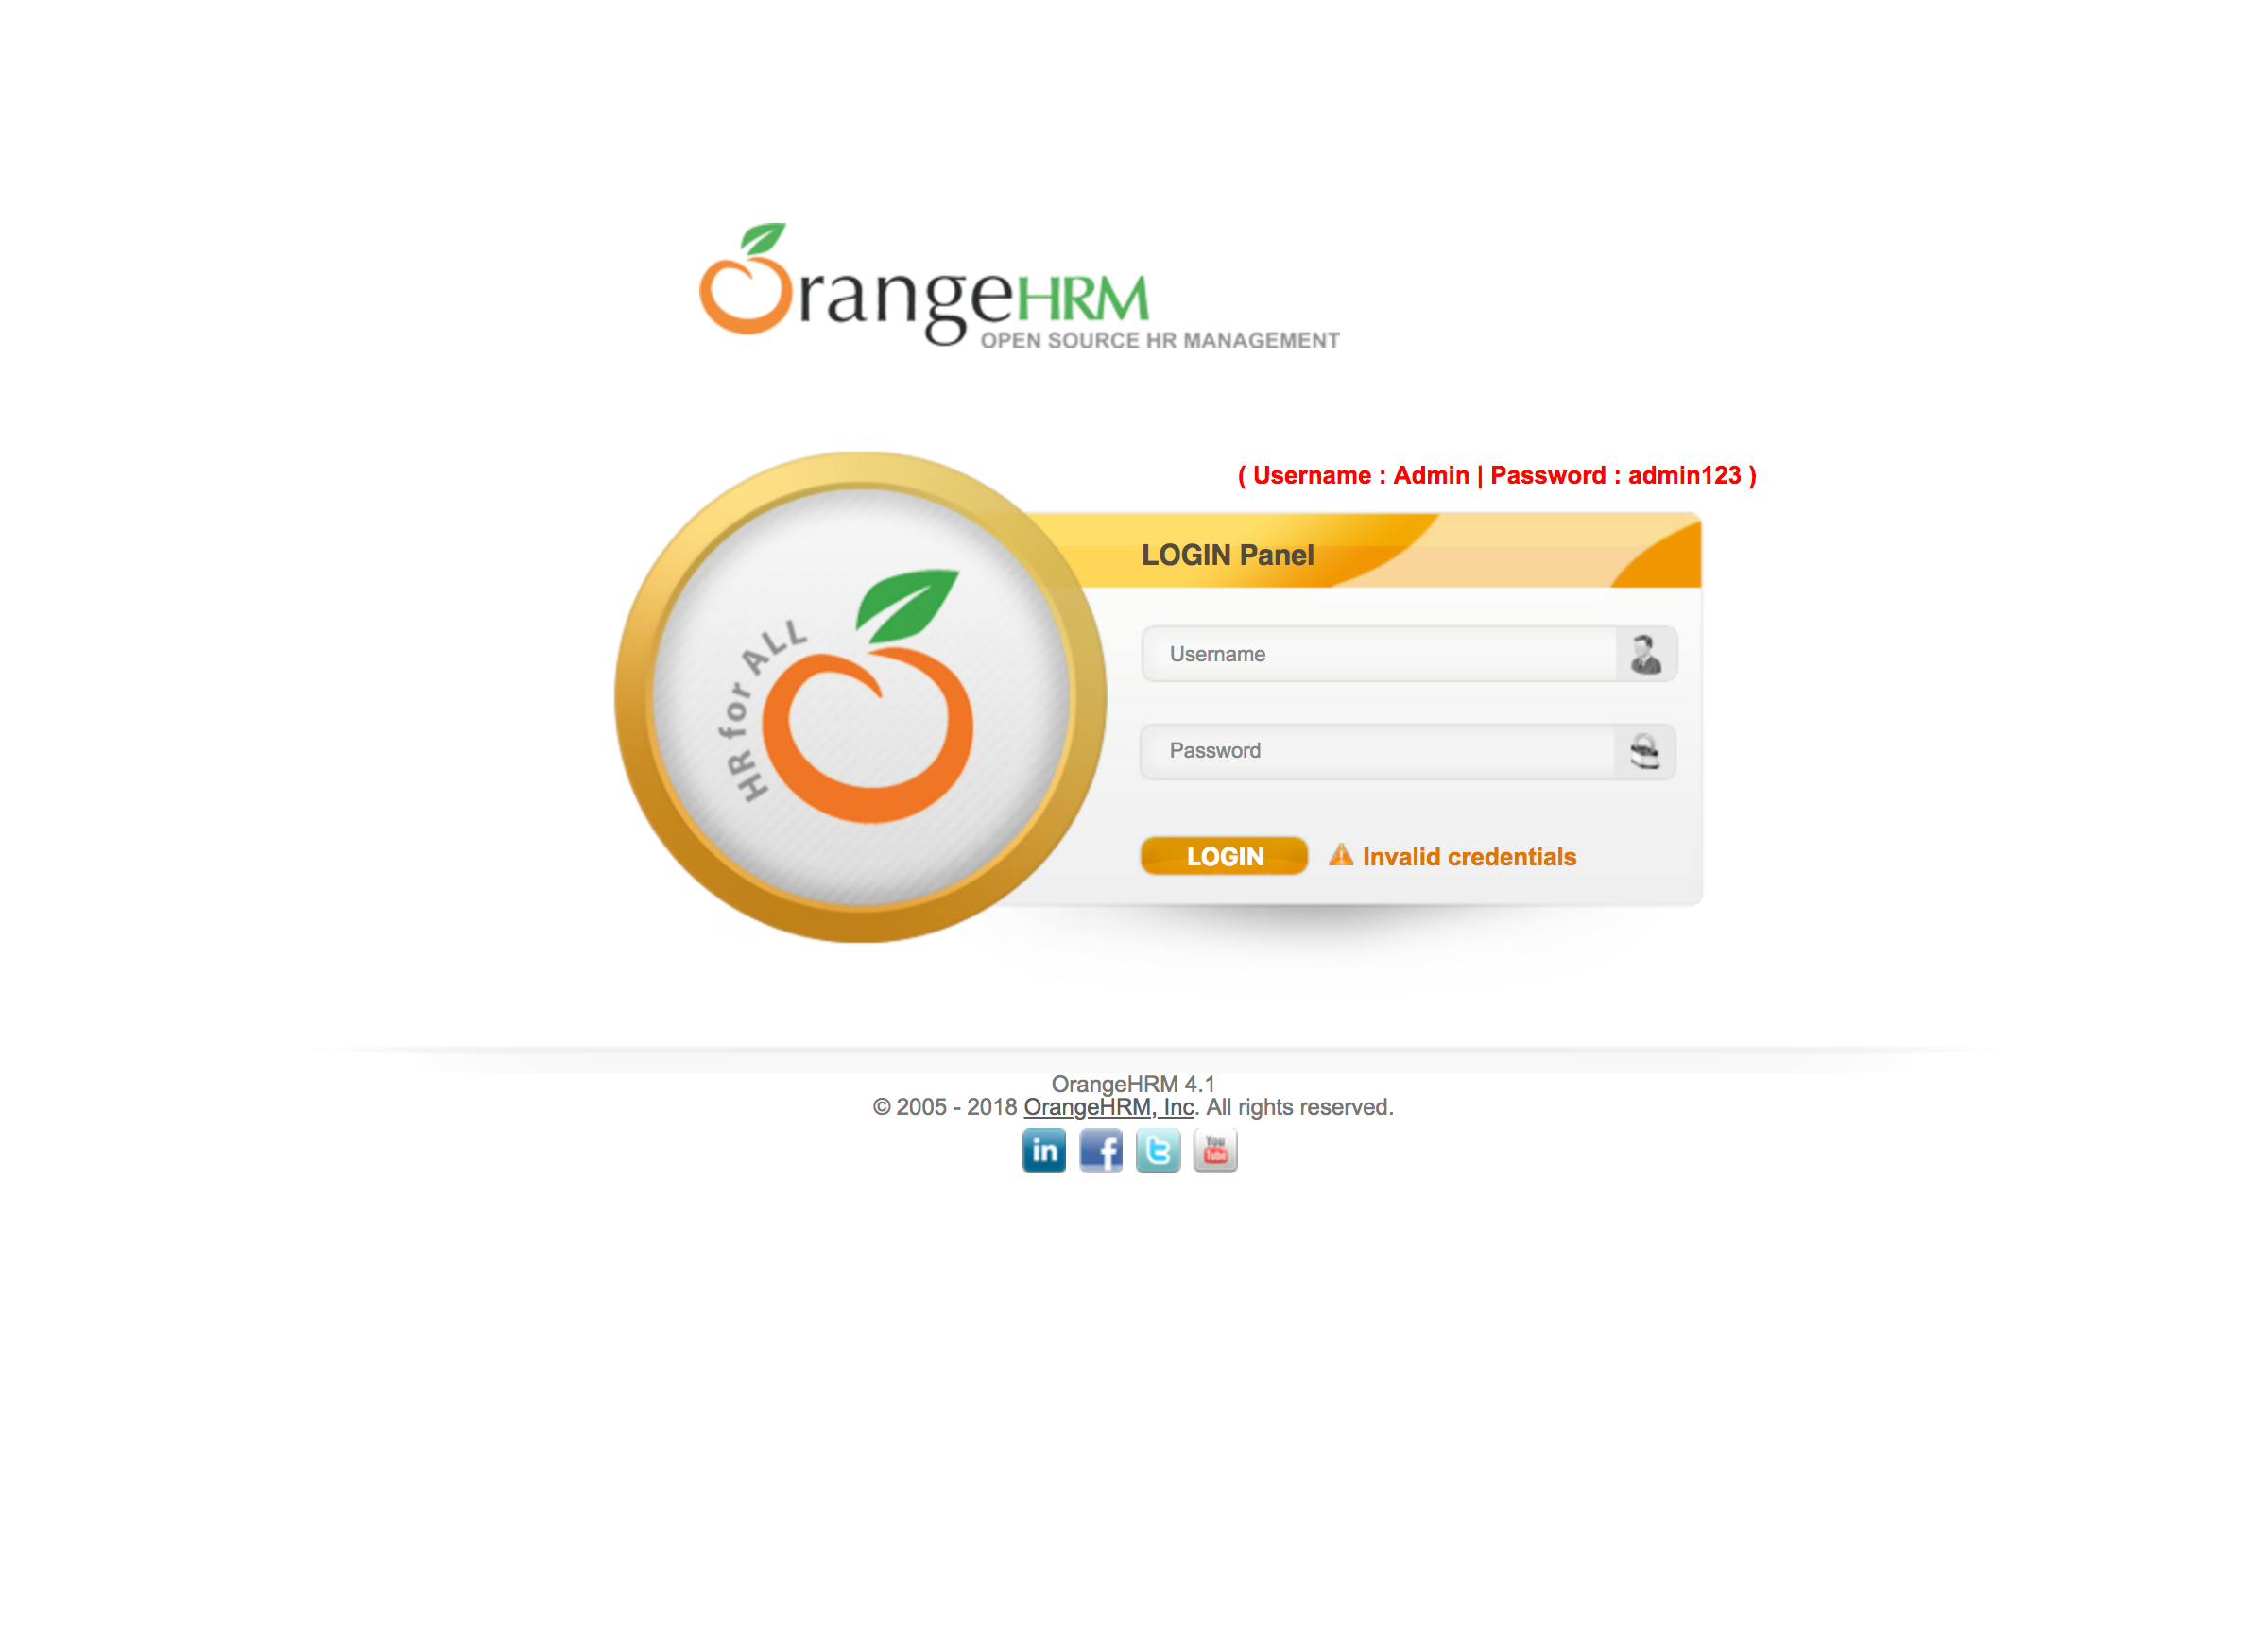 OrangeHRM
OPEN SOURCE HR MANAGEMENT
( Username : Admin | Password : admin123 )
LOGIN Panel
HR for ALL
Username
Password
LOGIN
Invalid credentials
OrangeHRM 4.1
© 2005 - 2018 OrangeHRM, Inc. All rights reserved.
in f t You Tube